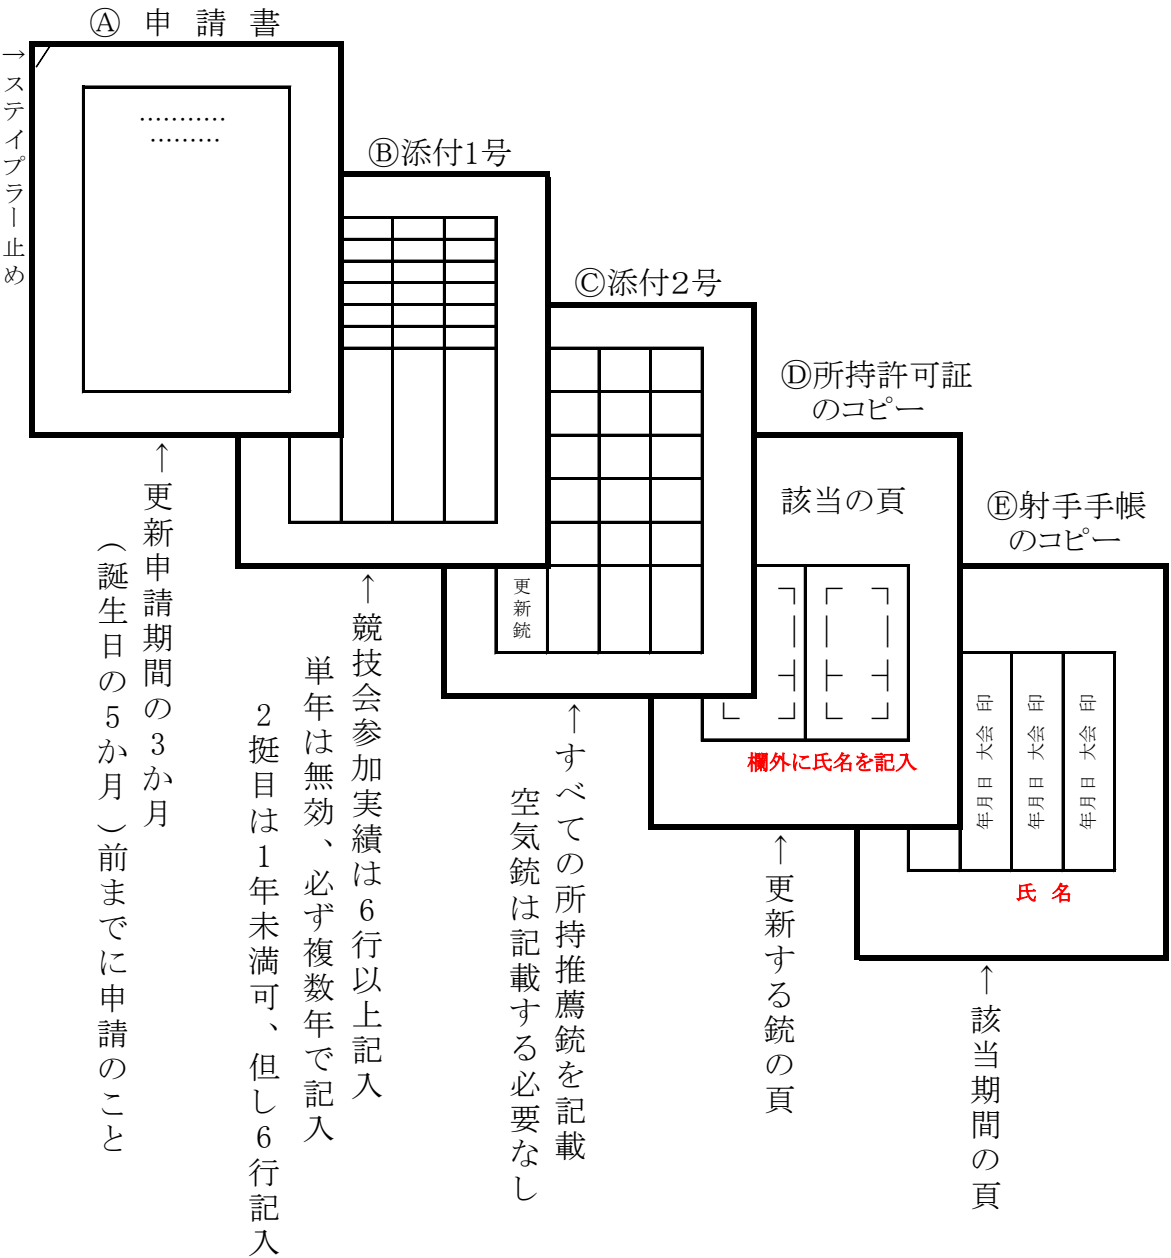 Ⓐ 申 請 書
→ステイプラー止め
………………
…………
↑更新申請期間の3か月
(誕生日の5か月)前までに申請のこと
Ⓑ添付1号
↑競技会参加実績は6行以上記入
単年は無効、必ず複数年で記入
2挺目は1年未満可、但し6行記入
Ⓒ添付2号
更新銃
↑すべての所持推薦銃を記載
空気銃は記載する必要なし
Ⓓ所持許可証
のコピー
該当の頁
欄外に氏名を記入
↑更新する銃の頁
Ⓔ射手手帳
のコピー
年月日 大会 印
年月日 大会 印
年月日 大会 印
氏 名
↑該当期間の頁